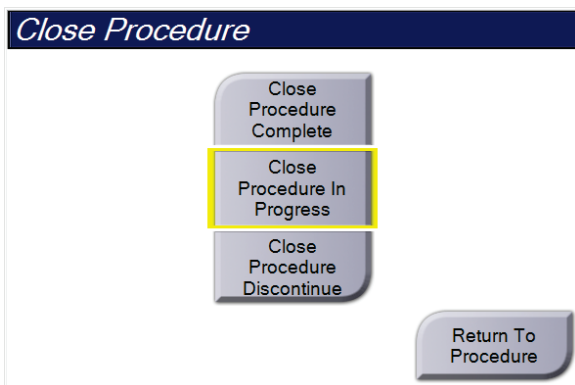 Close Procedure
Close
Procedure
Complete
Close
Procedure In
Progress
Close
Procedure
Discontinue
Return To
Procedure